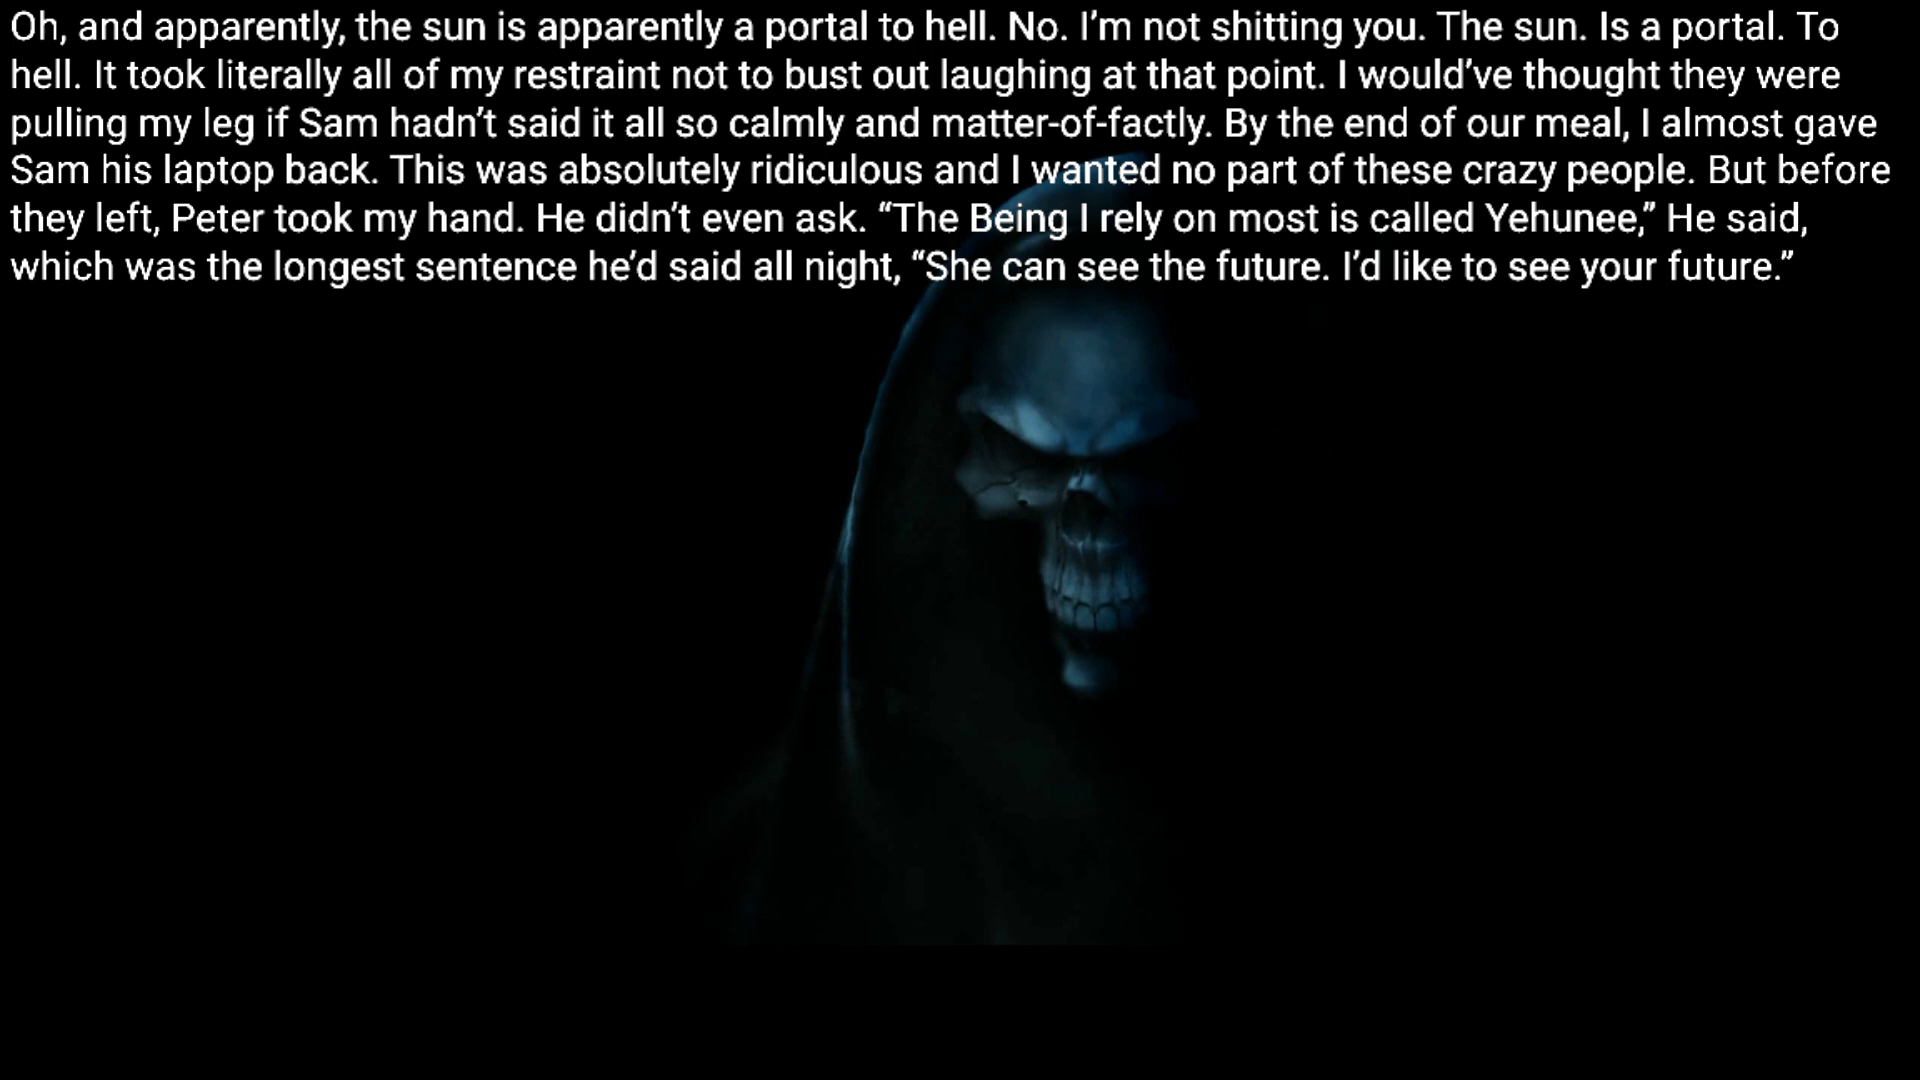 Oh, and apparently, the sun is apparently a portal to hell. No. I’m not shitting you. The sun. Is a portal. To
hell. It took literally all of my restraint not to bust out laughing at that point. I would’ve thought they were
pulling my leg if Sam hadn’t said it all so calmly and matter-of-factly. By the end of our meal, I almost gave
Sam his laptop back. This was absolutely ridiculous and I wanted no part of these crazy people. But before
they left, Peter took my hand. He didn’t even ask. “The Being I rely on most is called Yehunee,” He said,
which was the longest sentence he’d said all night, “She can see the future. I’d like to see your future.”